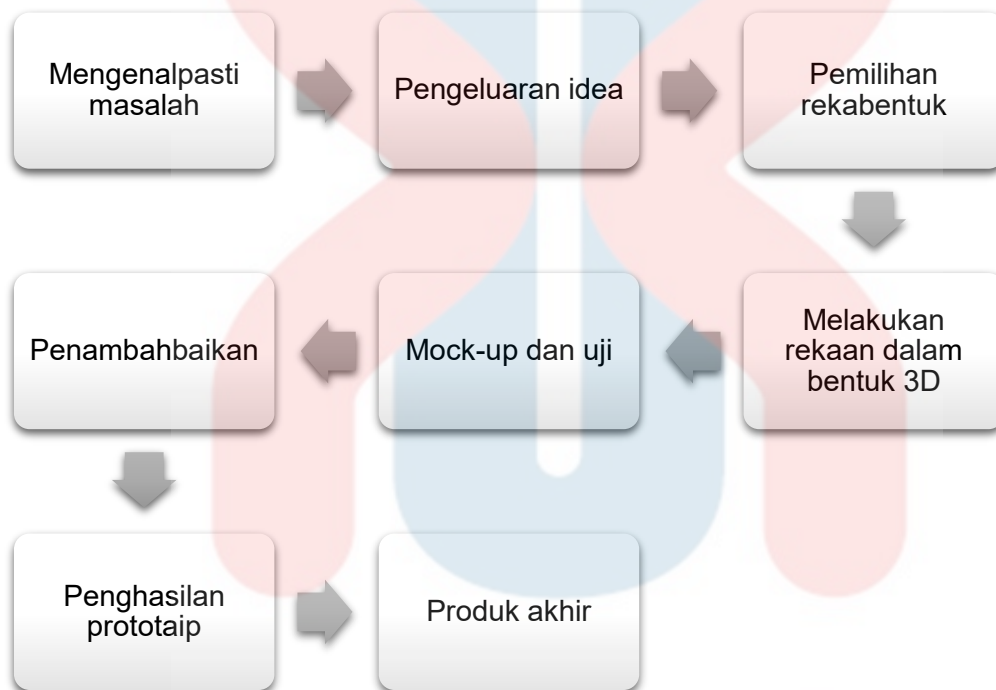 Mengenalpasti
masalah
Pengeluaran idea
Pemilihan
rekabentuk
Melakukan
rekaan dalam
bentuk 3D
Mock-up dan uji
Penambahbaikan
Penghasilan
prototaip
Produk akhir